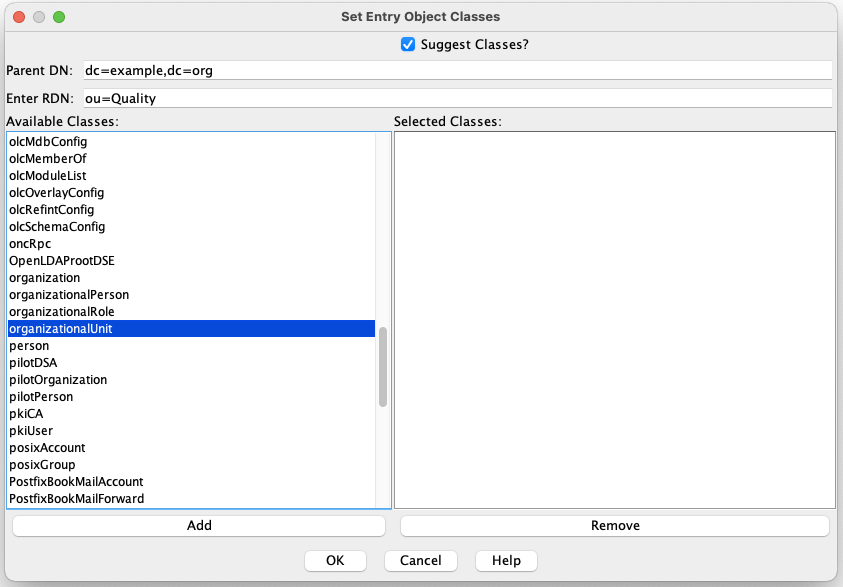 Set Entry Object Classes
Suggest Classes?
Parent DN: dc=example,dc=org
Enter RDN: ou=Quality
Available Classes:
olcMdbConfig
olcMemberOf
olcModuleList
olcOverlayConfig
olcRefintConfig
olcSchemaConfig
oncRpc
OpenLDAProotDSE
organization
organizationalPerson
organizationalRole
organizationalUnit
person
pilotDSA
pilotOrganization
pilotPerson
pkiCA
pkiUser
posixAccount
posixGroup
PostfixBookMailAccount
PostfixBookMailForward
Add
Selected Classes:
Remove
OK Cancel Help